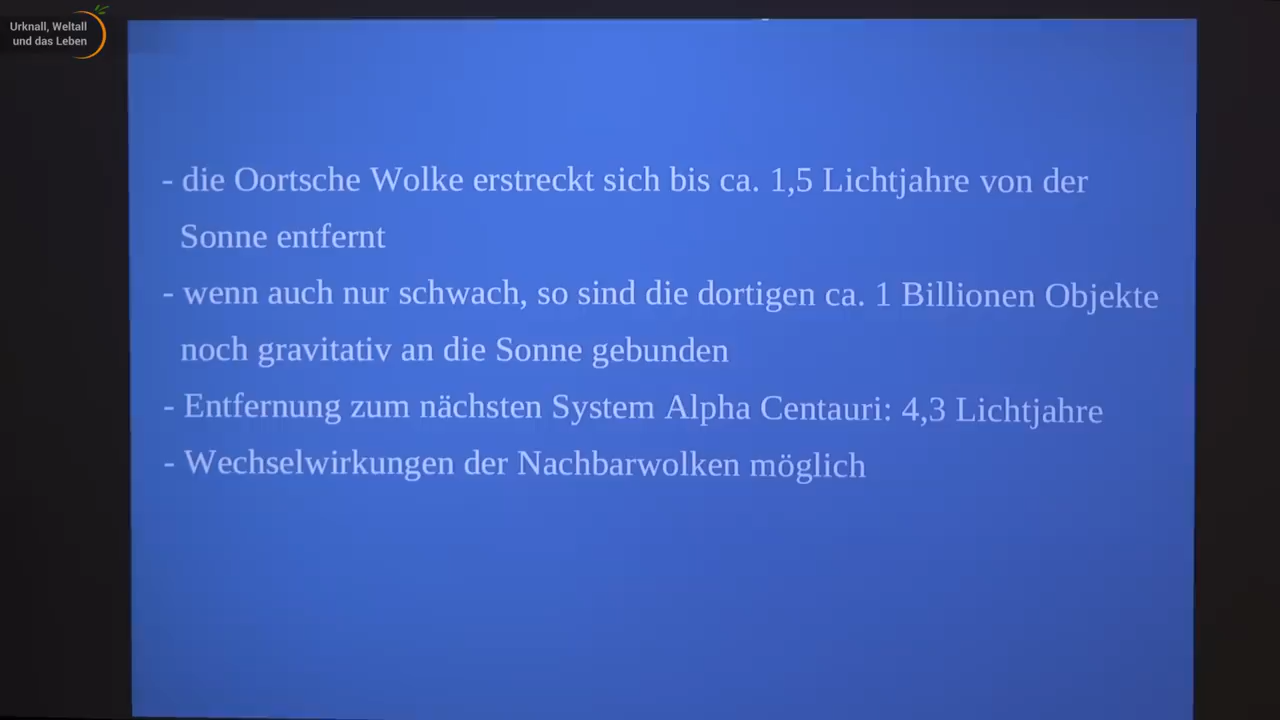 Urknall, Weltall
und das Leben
- die Oortsche Wolke erstreckt sich bis ca. 1,5 Lichtjahre von der
Sonne entfernt
- wenn auch nur schwach, so sind die dortigen ca. 1 Billionen Objekte
noch gravitativ an die Sonne gebunden
- Entfernung zum nächsten System Alpha Centauri: 4,3 Lichtjahre
- Wechselwirkungen der Nachbarwolken möglich